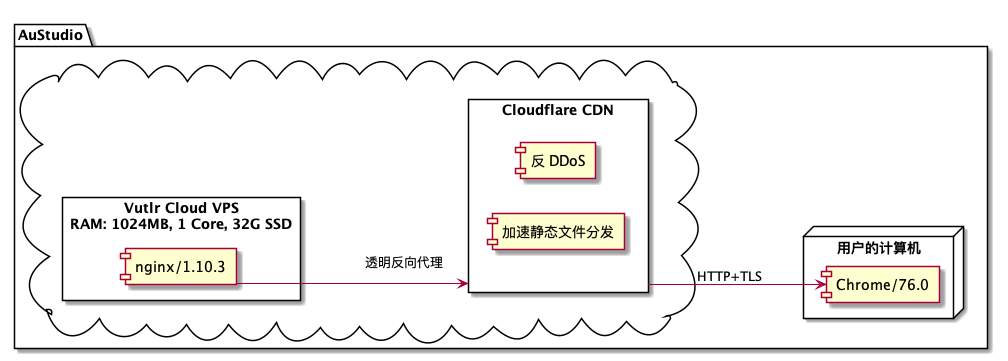 AuStudio
Cloudflare CDN
反 DDoS
加速静态文件分发
Vutlr Cloud VPS
RAM: 1024MB, 1 Core, 32G SSD
nginx/1.10.3
透明反向代理
HTTP+TLS
用户的计算机
Chrome/76.0